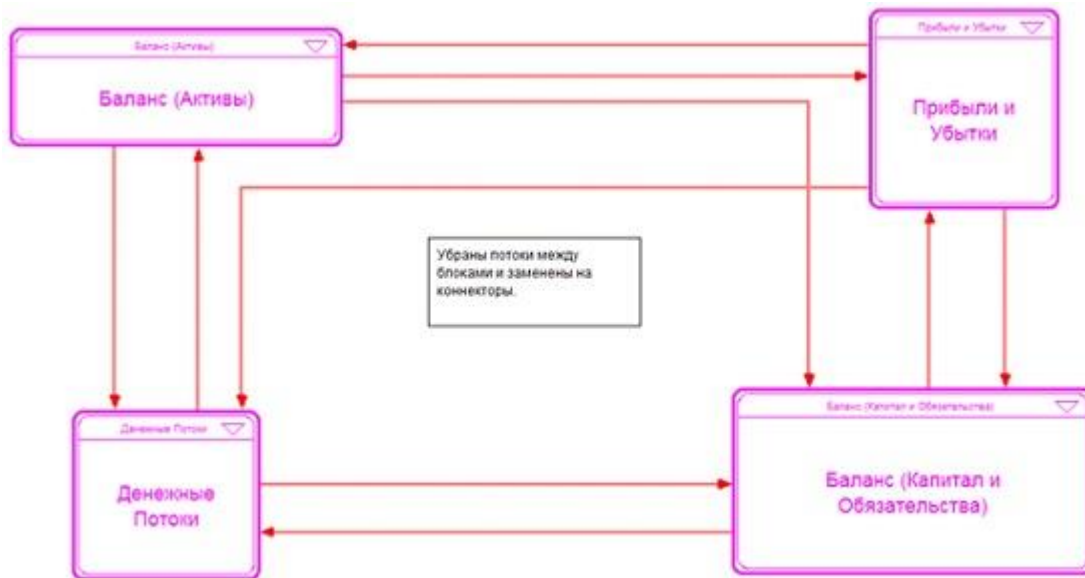 Баланс (Активы)
Баланс (Активы)
Прибыли и Убытки
Прибыли и
Убытки
Убраны потоки между
блоками и заменены на
коннекторы.
Денежные Потоки
Денежные
Потоки
Баланс (Капитал и Обязательства)
Баланс (Капитал и
Обязательства)